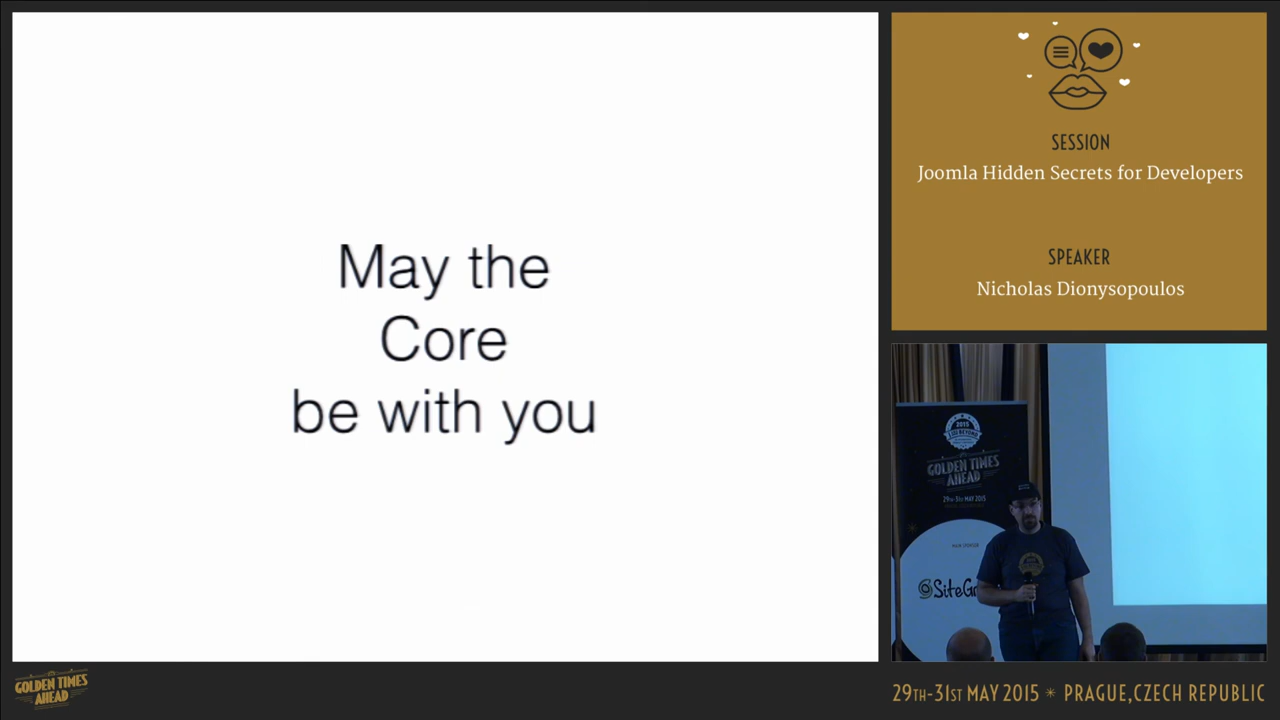 May the
Core
be with you
SESSION
Joomla Hidden Secrets for Developers
SPEAKER
Nicholas Dionysopoulos
2015
GOLDEN TIMES
AHEAD
29TH-31ST MAY 2015
SiteGr
GOLDEN TIMES
AHEAD
29TH-31ST MAY 2015 * PRAGUE, CZECH REPUBLIC